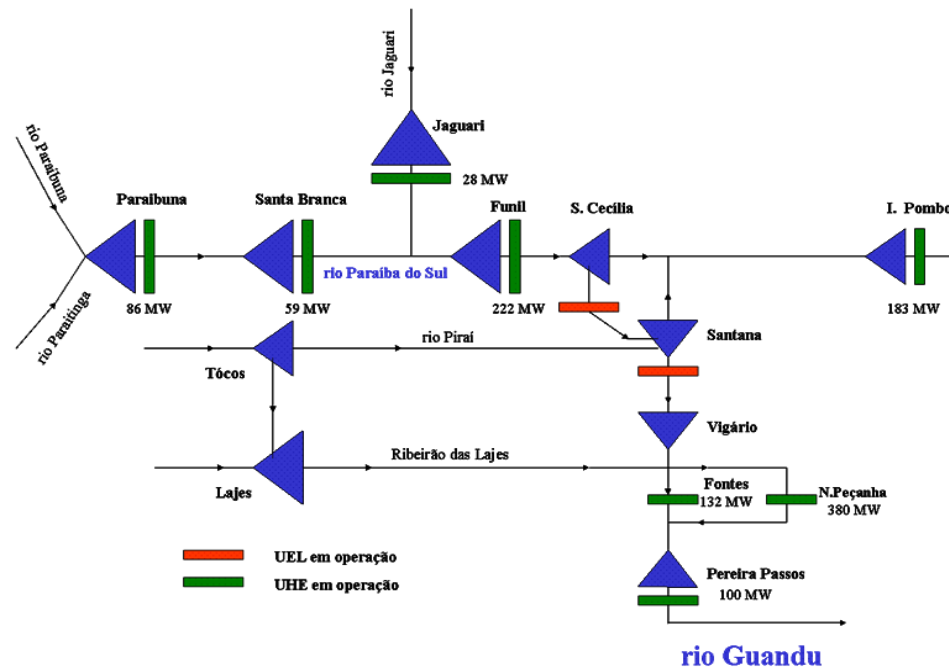 rio Jaguari
Jaguari
28 MW
rio Paraibuna
Paraibuna
86 MW
rio Paraitinga
Santa Branca
59 MW
rio Paraíba do Sul
Funil
222 MW
S. Cecília
I. Pombo
183 MW
Tócos
rio Piraí
Santana
Vigário
Lajes
Ribeirão das Lajes
Fontes
132 MW
N.Peçanha
380 MW
UEL em operação
UHE em operação
Pereira Passos
100 MW
rio Guandu